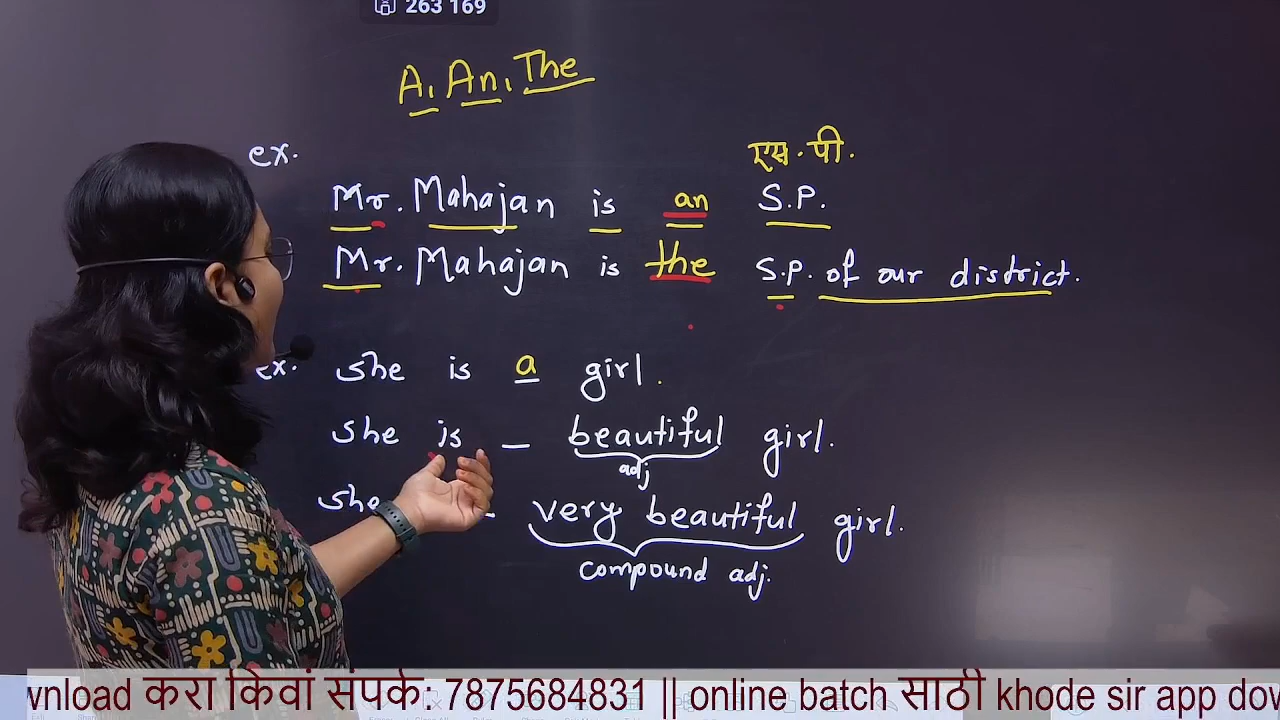 263 169
A, An, The
ex.
एस. पी.
Mr. Mahajan is an S.P.
Mr. Mahajan is the S.P. of our district.
ex. she is a girl.
she is _ beautiful girl.
adj
she _ very beautiful girl.
compound adj.
wnload करा किवां संपर्क: 7875684831 || online batch साठी khode sir app dow